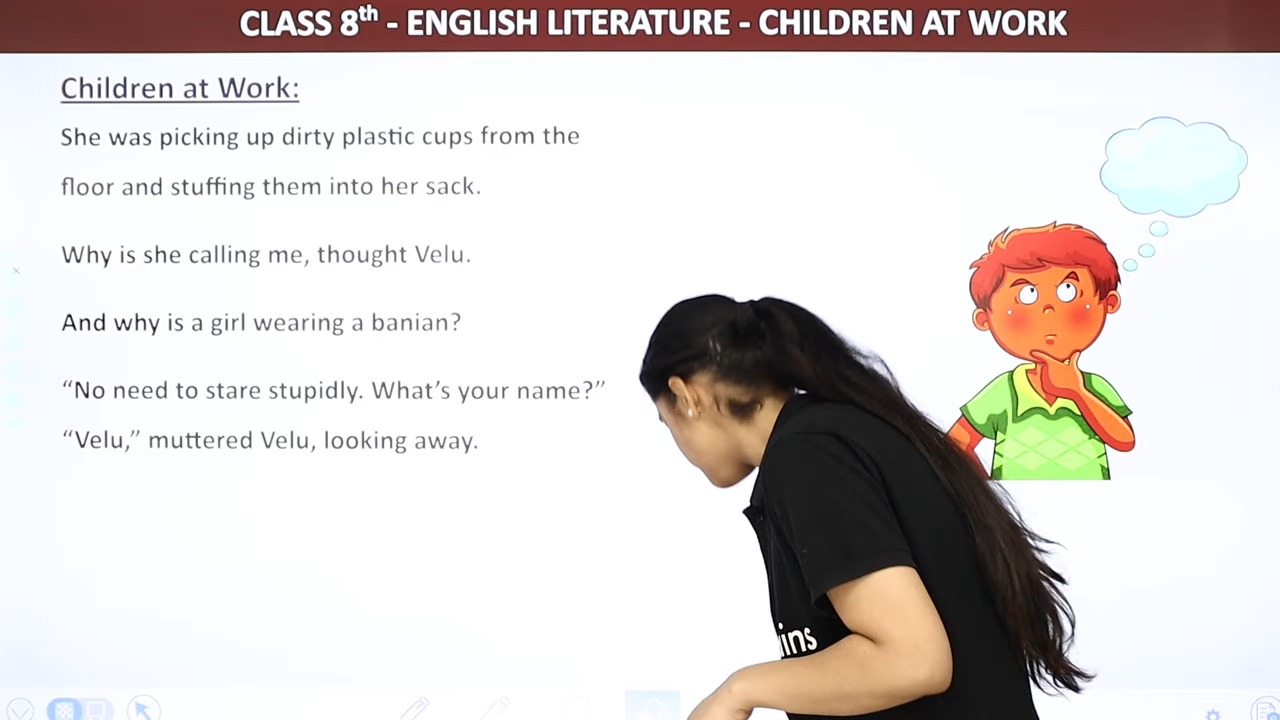 CLASS 8th - ENGLISH LITERATURE - CHILDREN AT WORK
Children at Work:
She was picking up dirty plastic cups from the
floor and stuffing them into her sack.
Why is she calling me, thought Velu.
And why is a girl wearing a banian?
“No need to stare stupidly. What’s your name?”
“Velu,” muttered Velu, looking away.